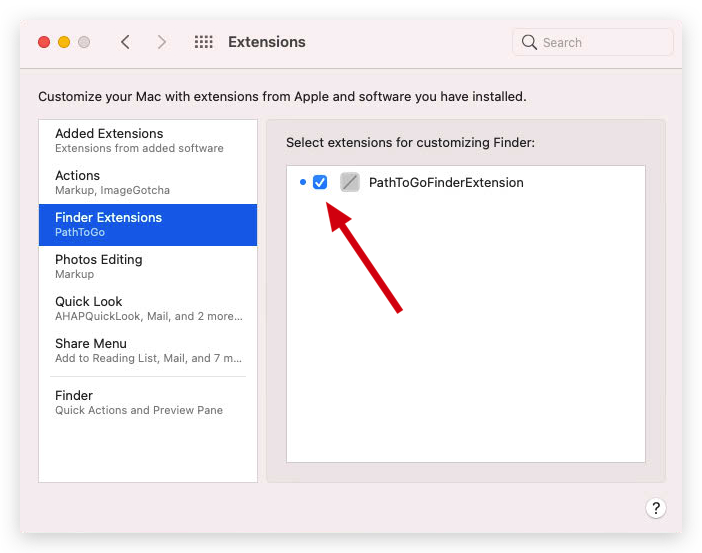 Extensions
Search
Customize your Mac with extensions from Apple and software you have installed.
Added Extensions
Extensions from added software
Actions
Markup, ImageGotcha
Finder Extensions
PathToGo
Photos Editing
Markup
Quick Look
AHAPQuickLook, Mail, and 2 more...
Share Menu
Add to Reading List, Mail, and 7 m...
Finder
Quick Actions and Preview Pane
Select extensions for customizing Finder:
PathToGoFinderExtension
?